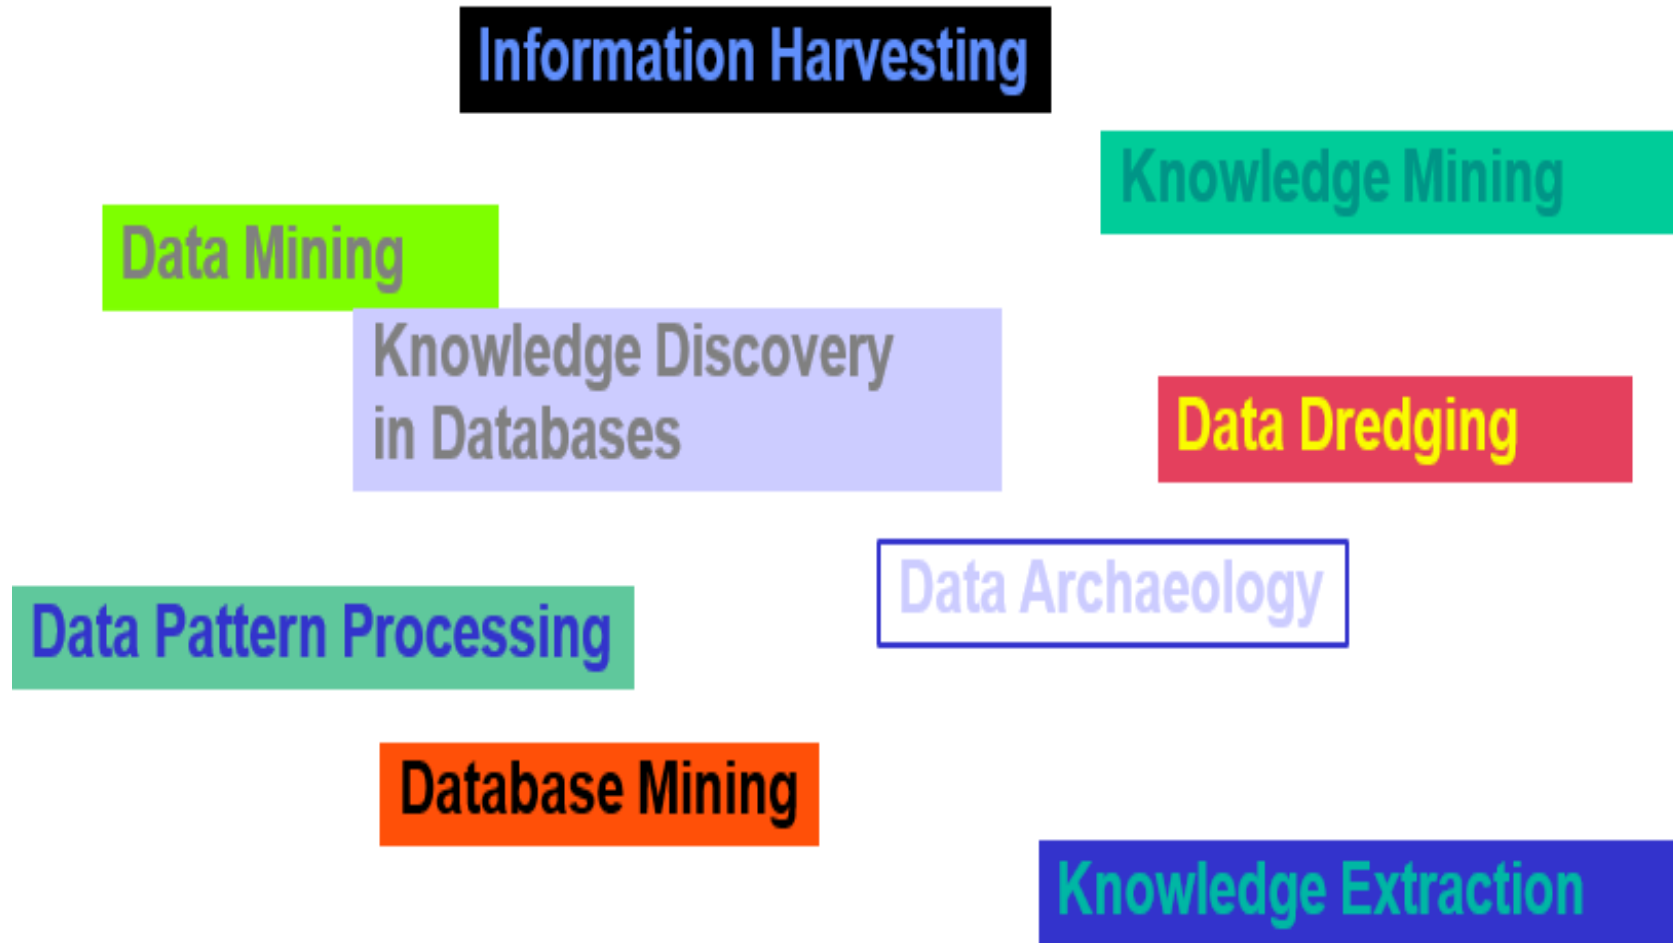 Information Harvesting
Knowledge Mining
Data Mining
Knowledge Discovery
in Databases
Data Dredging
Data Archaeology
Data Pattern Processing
Database Mining
Knowledge Extraction